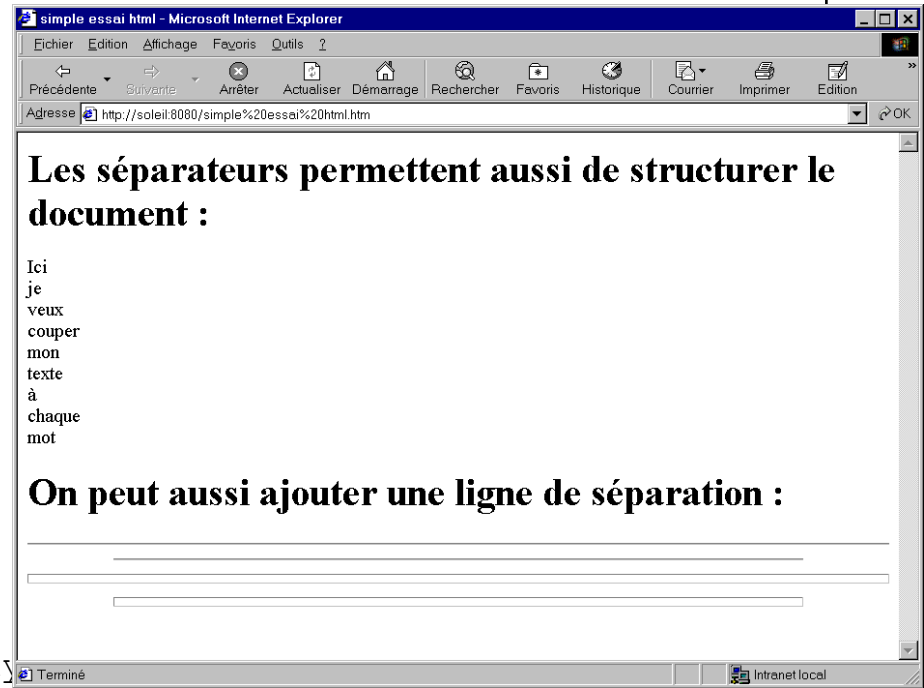 simple essai html - Microsoft Internet Explorer
Eichier Edition Affichage Favoris Outils ?
Précédente Suivante Arrêter Actualiser Démarrage Rechercher Favoris Historique Courrier Imprimer Edition »
Adresse http://soleil:8080/simple%20essai%20html.htm OK
Les séparateurs permettent aussi de structurer le
document :
Ici
je
veux
couper
mon
texte
à
chaque
mot
On peut aussi ajouter une ligne de séparation :
Terminé Intranet local